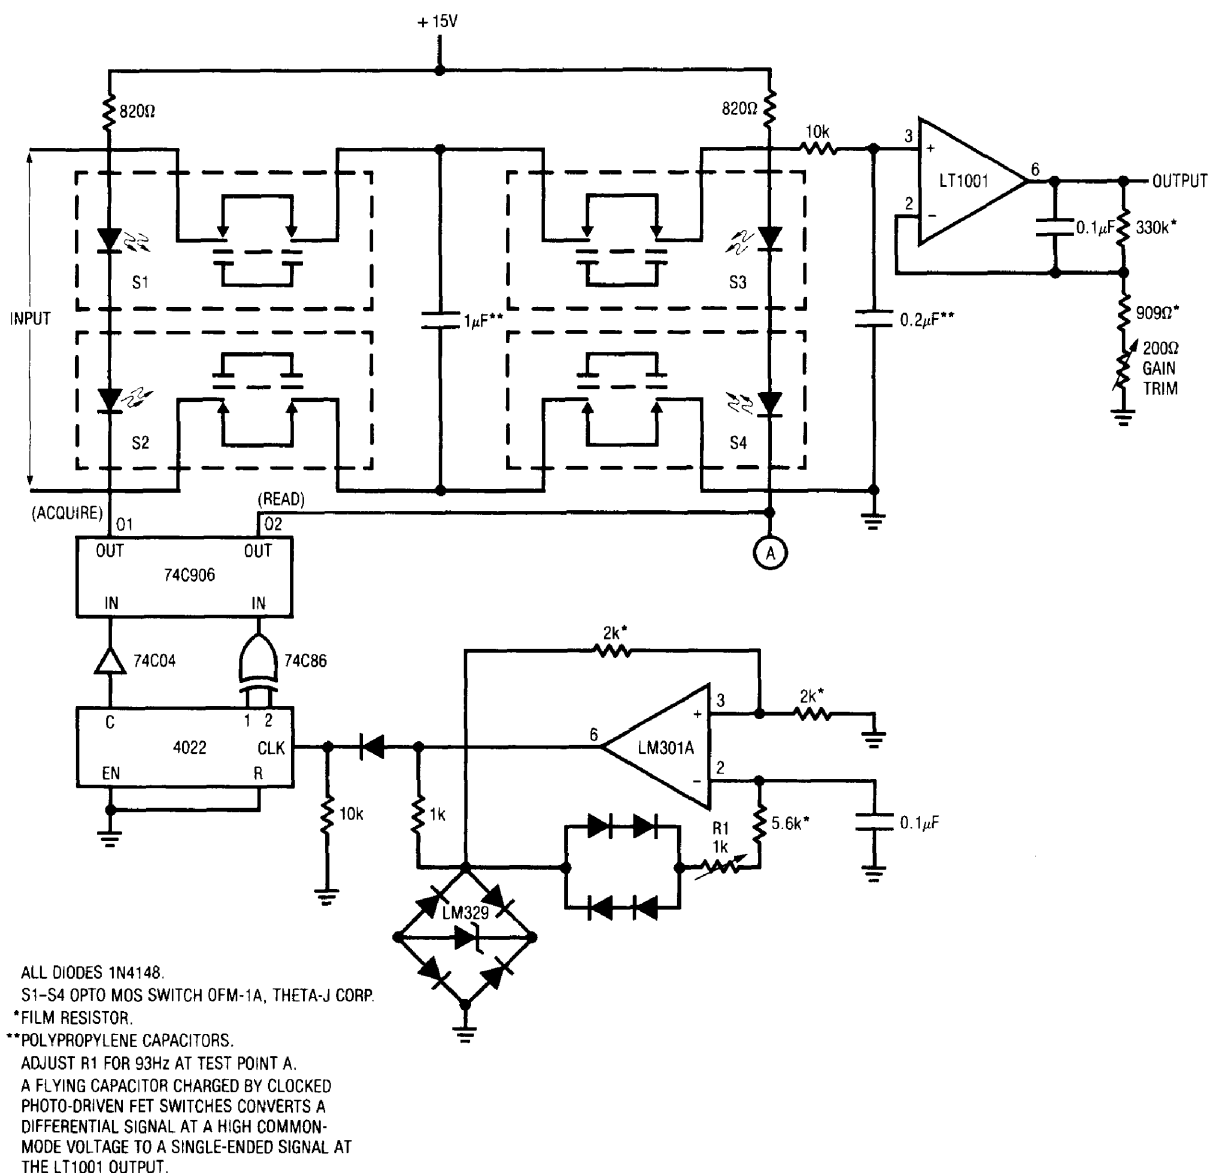 + 15V
820Ω
820Ω
10k
3
+
LT1001
6
OUTPUT
2
−
0.1µF
330k*
S1
S3
INPUT
1µF**
0.2µF**
909Ω*
200Ω
GAIN
TRIM
S2
S4
(ACQUIRE)
O1
(READ)
O2
OUT
OUT
A
74C906
IN
IN
74C04
74C86
2k*
C
1
2
4022
CLK
EN
R
6
3
+
2k*
LM301A
2
−
10k
1k
R1
1k
5.6k*
0.1µF
LM329
ALL DIODES 1N4148.
S1–S4 OPTO MOS SWITCH OFM-1A, THETA-J CORP.
*FILM RESISTOR.
**POLYPROPYLENE CAPACITORS.
ADJUST R1 FOR 93Hz AT TEST POINT A.
A FLYING CAPACITOR CHARGED BY CLOCKED
PHOTO-DRIVEN FET SWITCHES CONVERTS A
DIFFERENTIAL SIGNAL AT A HIGH COMMON-
MODE VOLTAGE TO A SINGLE-ENDED SIGNAL AT
THE LT1001 OUTPUT.